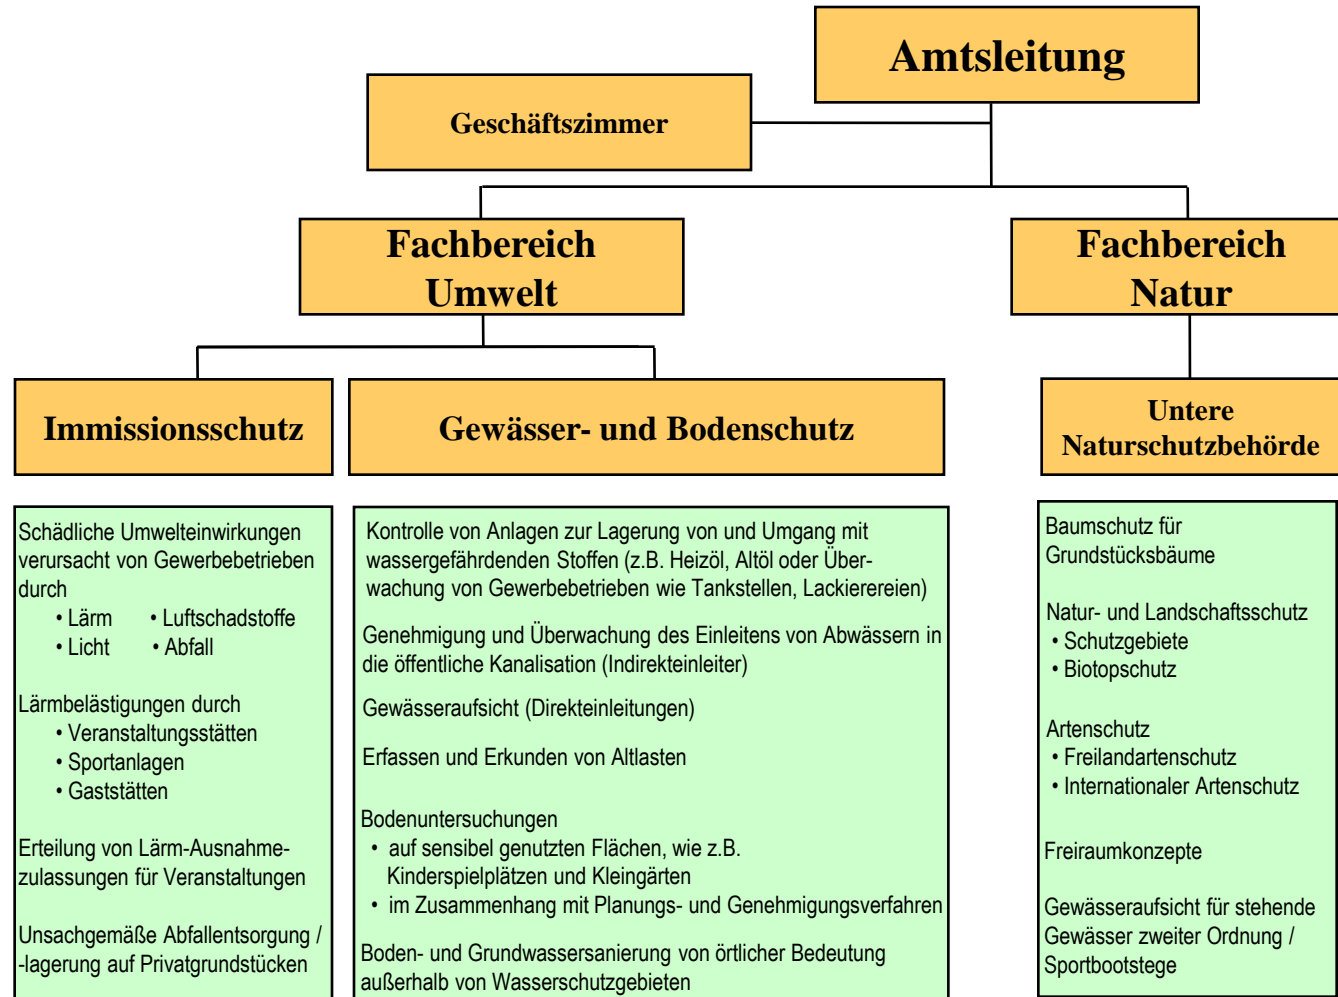 Amtsleitung
Geschäftszimmer
Fachbereich
Umwelt
Fachbereich
Natur
Immissionsschutz
Gewässer- und Bodenschutz
Untere
Naturschutzbehörde
Schädliche Umwelteinwirkungen
verursacht von Gewerbebetrieben
durch
• Lärm • Luftschadstoffe
• Licht • Abfall
Lärmbelästigungen durch
• Veranstaltungsstätten
• Sportanlagen
• Gaststätten
Erteilung von Lärm-Ausnahme-
zulassungen für Veranstaltungen
Unsachgemäße Abfallentsorgung /
-lagerung auf Privatgrundstücken
Kontrolle von Anlagen zur Lagerung von und Umgang mit
wassergefährdenden Stoffen (z.B. Heizöl, Altöl oder Über-
wachung von Gewerbebetrieben wie Tankstellen, Lackierereien)
Genehmigung und Überwachung des Einleitens von Abwässern in
die öffentliche Kanalisation (Indirekteinleiter)
Gewässeraufsicht (Direkteinleitungen)
Erfassen und Erkunden von Altlasten
Bodenuntersuchungen
• auf sensibel genutzten Flächen, wie z.B.
Kinderspielplätzen und Kleingärten
• im Zusammenhang mit Planungs- und Genehmigungsverfahren
Boden- und Grundwassersanierung von örtlicher Bedeutung
außerhalb von Wasserschutzgebieten
Baumschutz für
Grundstücksbäume
Natur- und Landschaftsschutz
• Schutzgebiete
• Biotopschutz
Artenschutz
• Freilandartenschutz
• Internationaler Artenschutz
Freiraumkonzepte
Gewässeraufsicht für stehende
Gewässer zweiter Ordnung /
Sportbootstege